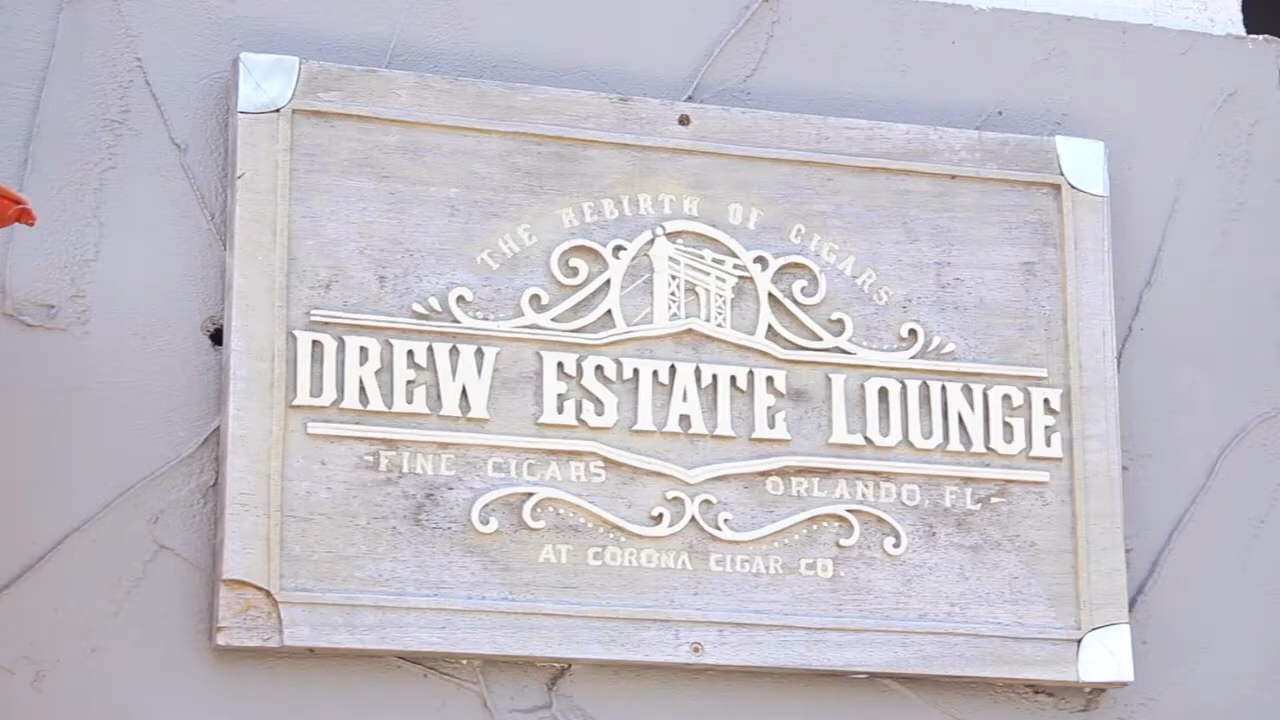 THE REBIRTH OF CIGARS
DREW ESTATE LOUNGE
-FINE CIGARS ORLANDO, FL-
AT CORONA CIGAR CO.